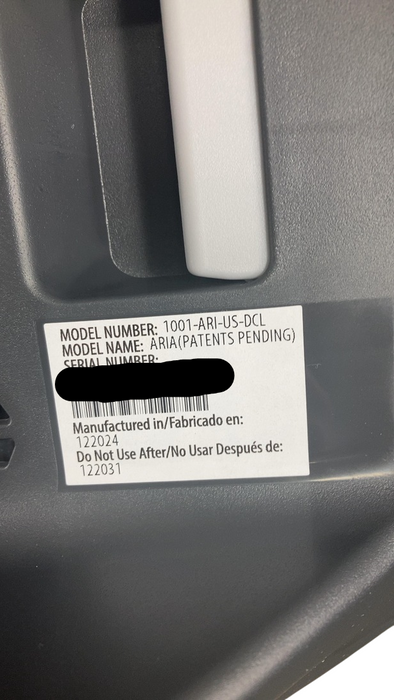 MODEL NUMBER: 1001-ARI-US-DCL
MODEL NAME: ARIA(PATENTS PENDING)
SERIAL NUMBER:
Manufactured in/Fabricado en:
122024
Do Not Use After/No Usar Después de:
122031